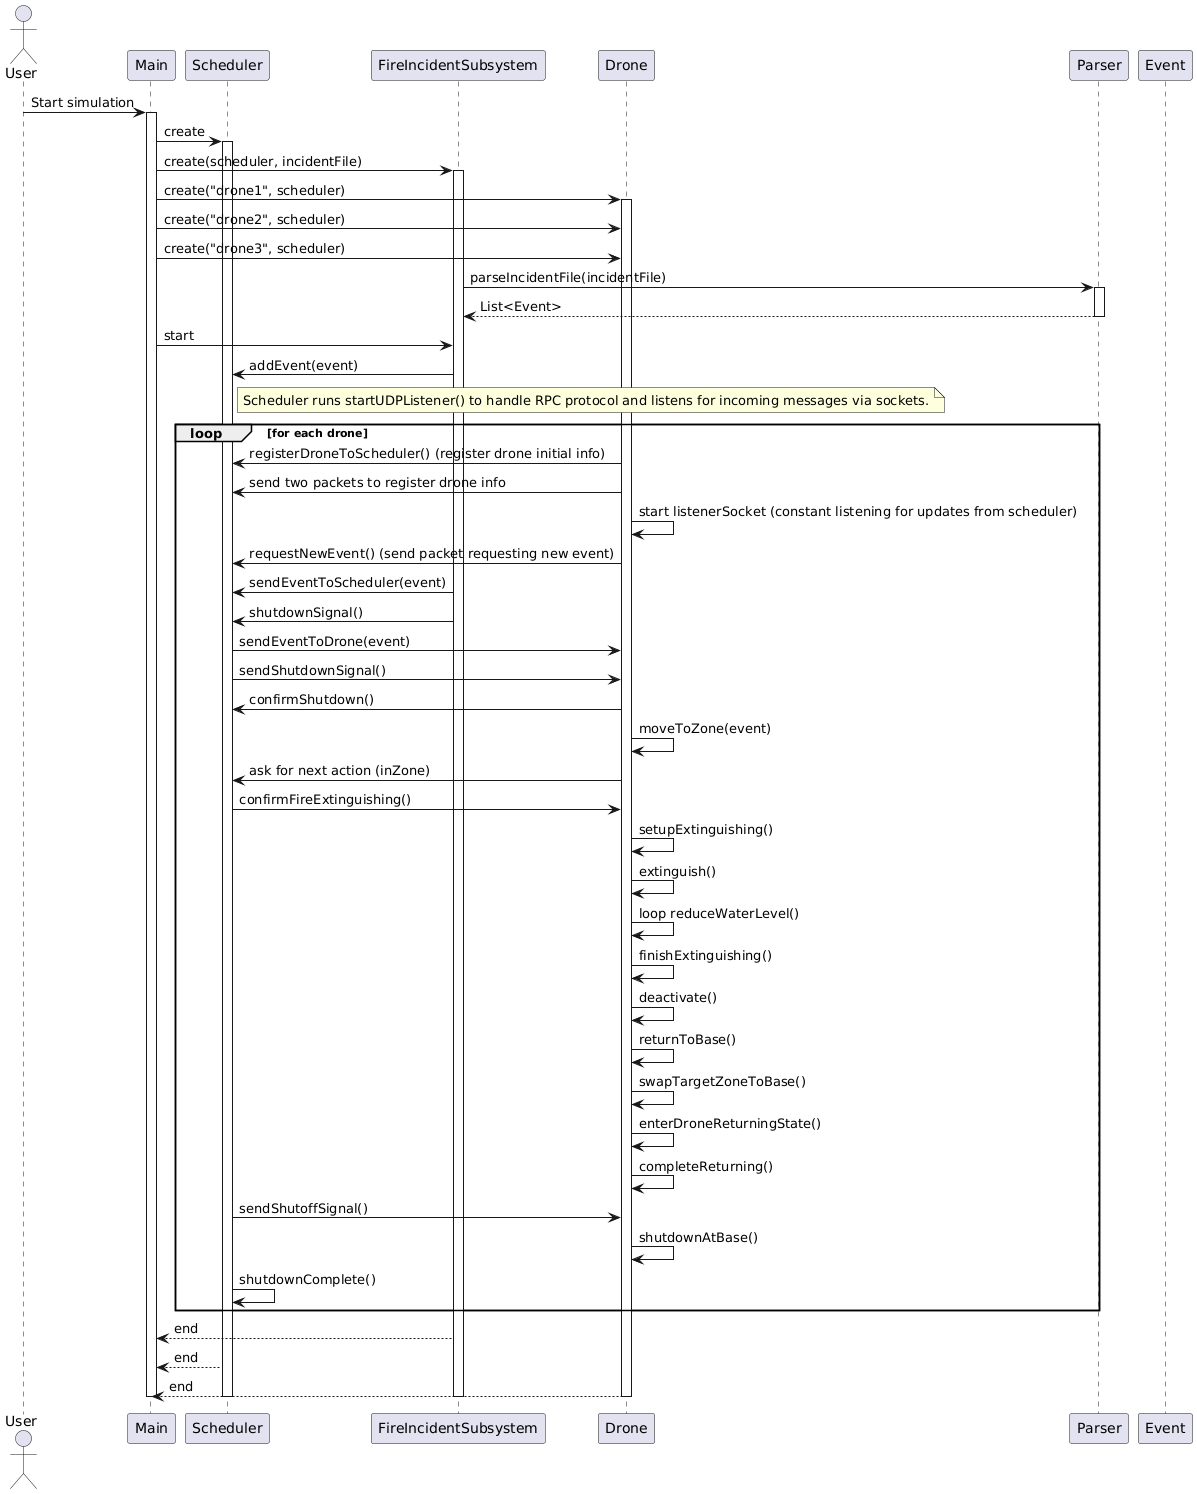 User
Main
Scheduler
FireIncidentSubsystem
Drone
Parser
Event
Start simulation
create
create(scheduler, incidentFile)
create("drone1", scheduler)
create("drone2", scheduler)
create("drone3", scheduler)
parseIncidentFile(incidentFile)
List<Event>
start
addEvent(event)
Scheduler runs startUDPListener() to handle RPC protocol and listens for incoming messages via sockets.
loop [for each drone]
registerDroneToScheduler() (register drone initial info)
send two packets to register drone info
start listenerSocket (constant listening for updates from scheduler)
requestNewEvent() (send packet requesting new event)
sendEventToScheduler(event)
shutdownSignal()
sendEventToDrone(event)
sendShutdownSignal()
confirmShutdown()
moveToZone(event)
ask for next action (inZone)
confirmFireExtinguishing()
setupExtinguishing()
extinguish()
loop reduceWaterLevel()
finishExtinguishing()
deactivate()
returnToBase()
swapTargetZoneToBase()
enterDroneReturningState()
completeReturning()
sendShutoffSignal()
shutdownAtBase()
shutdownComplete()
end
end
end
User
Main
Scheduler
FireIncidentSubsystem
Drone
Parser
Event